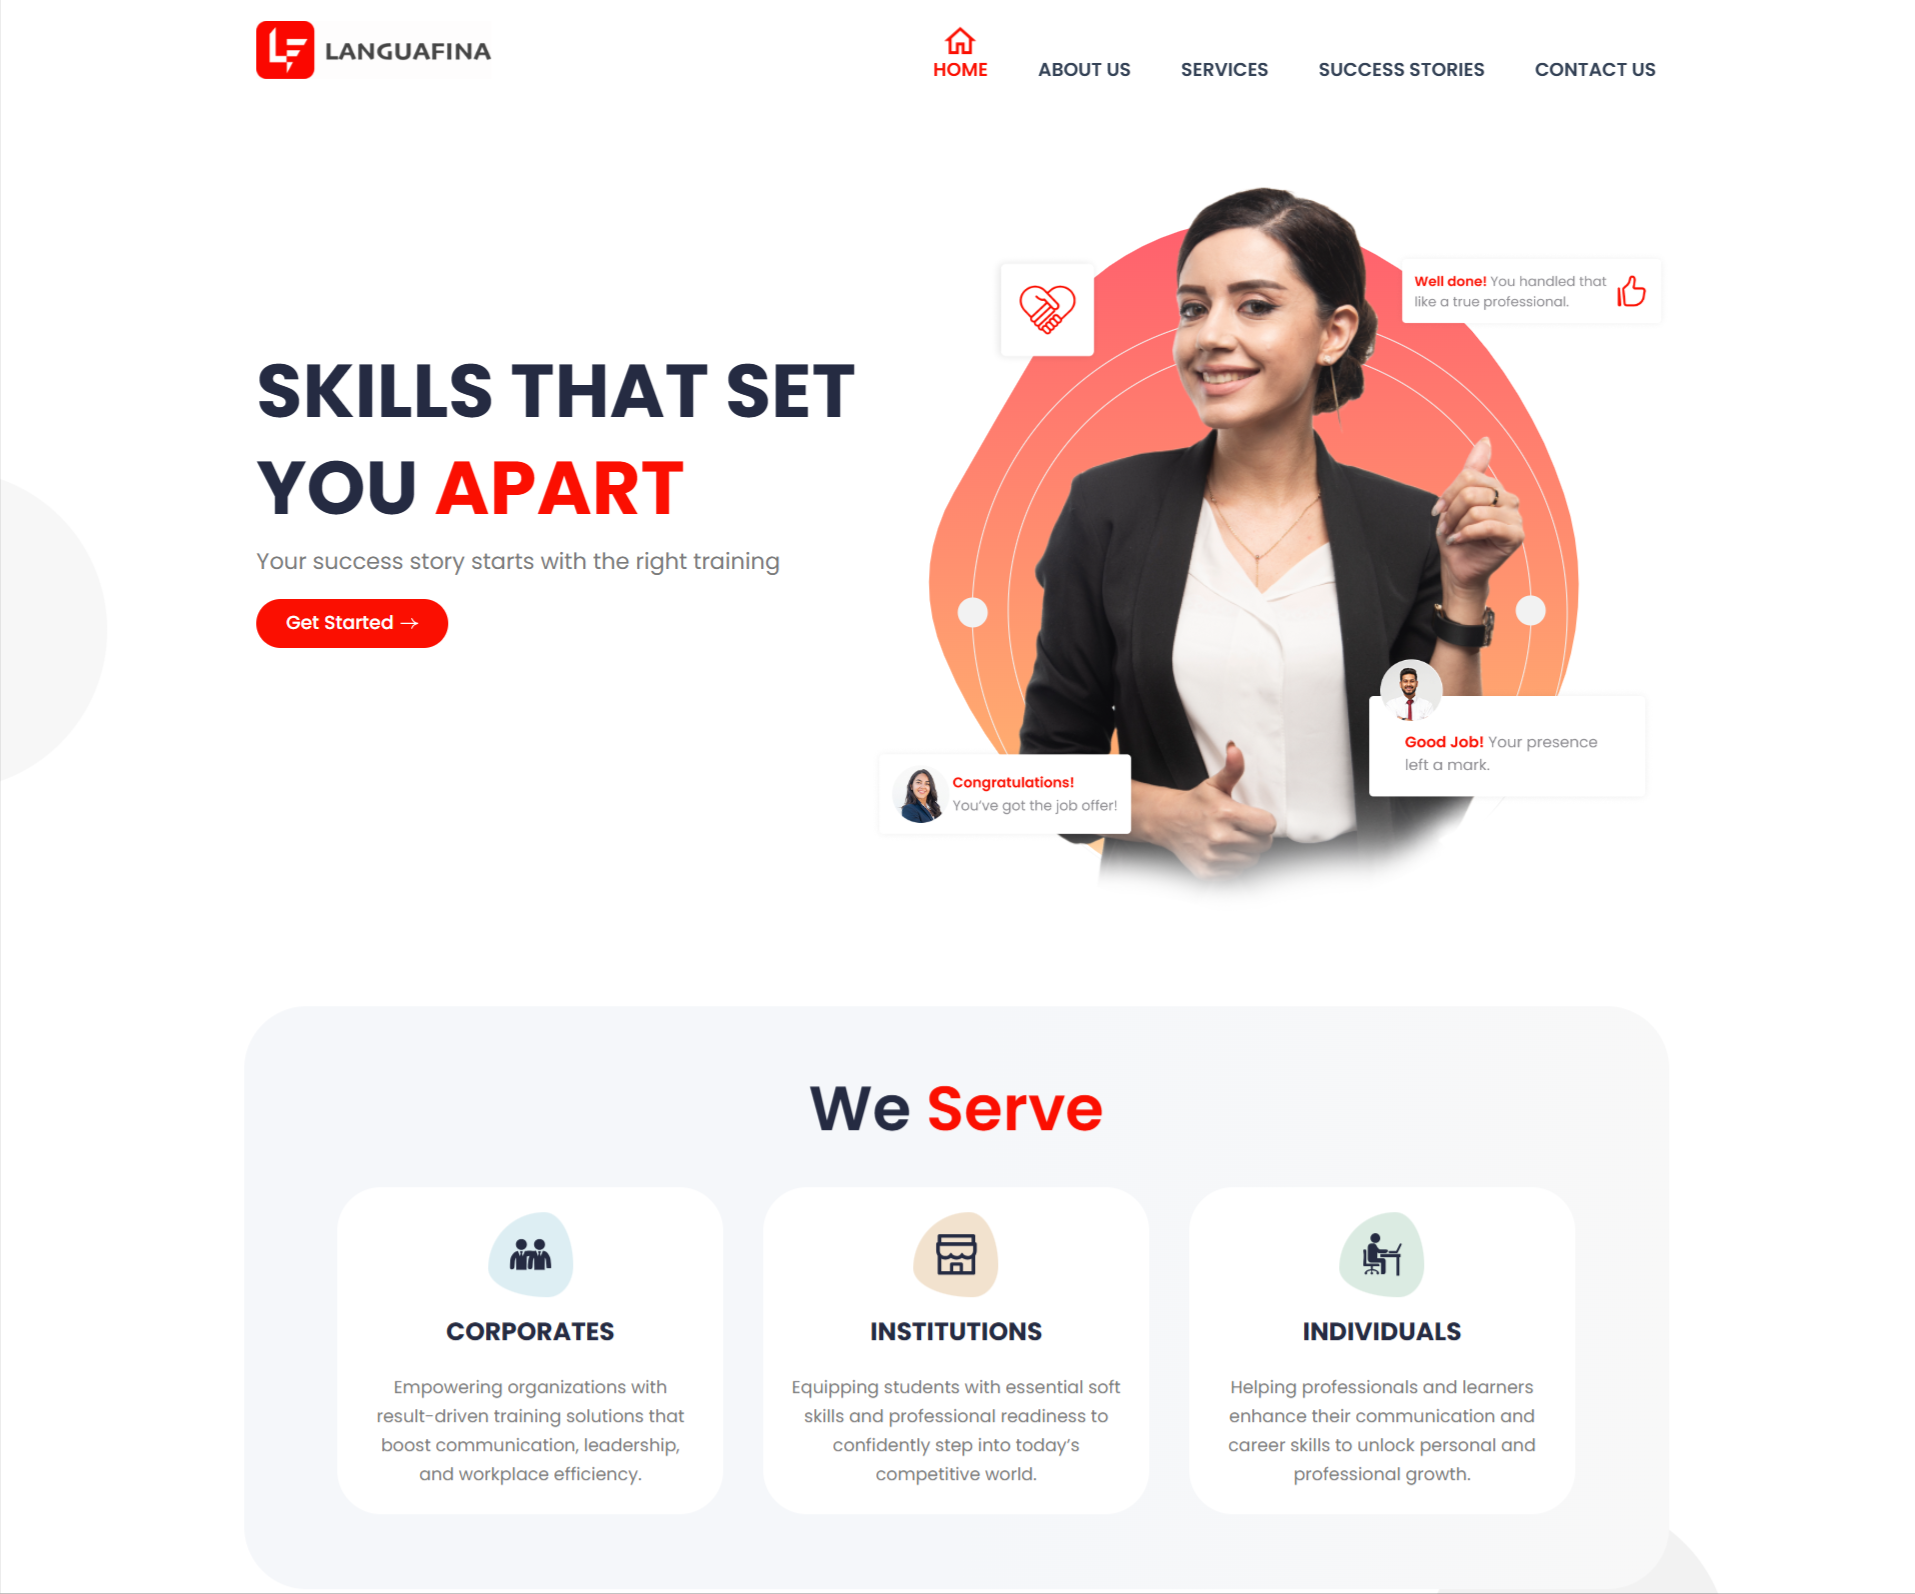 LF LANGUAFINA
HOME
ABOUT US
SERVICES
SUCCESS STORIES
CONTACT US
SKILLS THAT SET
YOU APART
Your success story starts with the right training
Get Started →
Well done! You handled that
like a true professional.
Good Job! Your presence
left a mark.
Congratulations!
You’ve got the job offer!
We Serve
CORPORATES
Empowering organizations with
result-driven training solutions that
boost communication, leadership,
and workplace efficiency.
INSTITUTIONS
Equipping students with essential soft
skills and professional readiness to
confidently step into today’s
competitive world.
INDIVIDUALS
Helping professionals and learners
enhance their communication and
career skills to unlock personal and
professional growth.